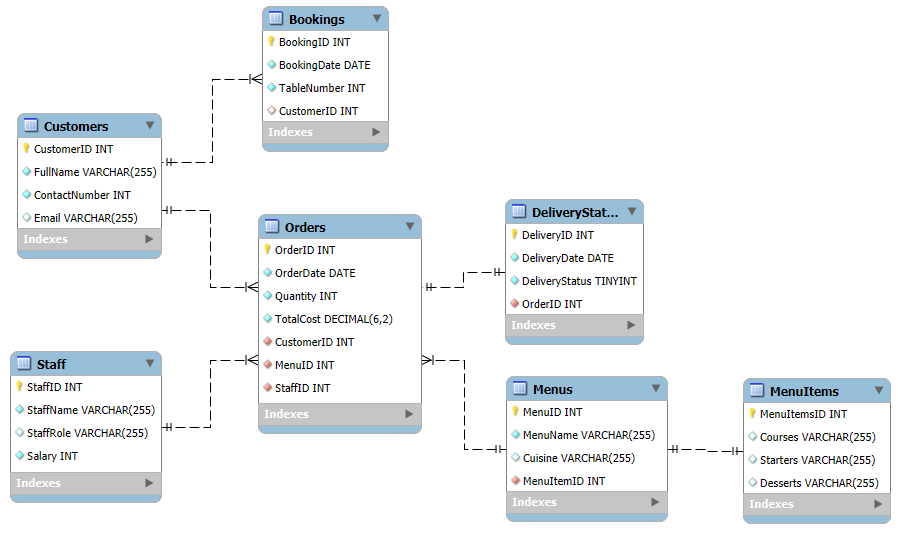 Bookings
BookingID INT
BookingDate DATE
TableNumber INT
CustomerID INT
Indexes
Customers
CustomerID INT
FullName VARCHAR(255)
ContactNumber INT
Email VARCHAR(255)
Indexes
Orders
OrderID INT
OrderDate DATE
Quantity INT
TotalCost DECIMAL(6,2)
CustomerID INT
MenuID INT
StaffID INT
Indexes
DeliveryStat...
DeliveryID INT
DeliveryDate DATE
DeliveryStatus TINYINT
OrderID INT
Indexes
Staff
StaffID INT
StaffName VARCHAR(255)
StaffRole VARCHAR(255)
Salary INT
Indexes
Menus
MenuID INT
MenuName VARCHAR(255)
Cuisine VARCHAR(255)
MenuItemID INT
Indexes
MenuItems
MenuItemsID INT
Courses VARCHAR(255)
Starters VARCHAR(255)
Desserts VARCHAR(255)
Indexes